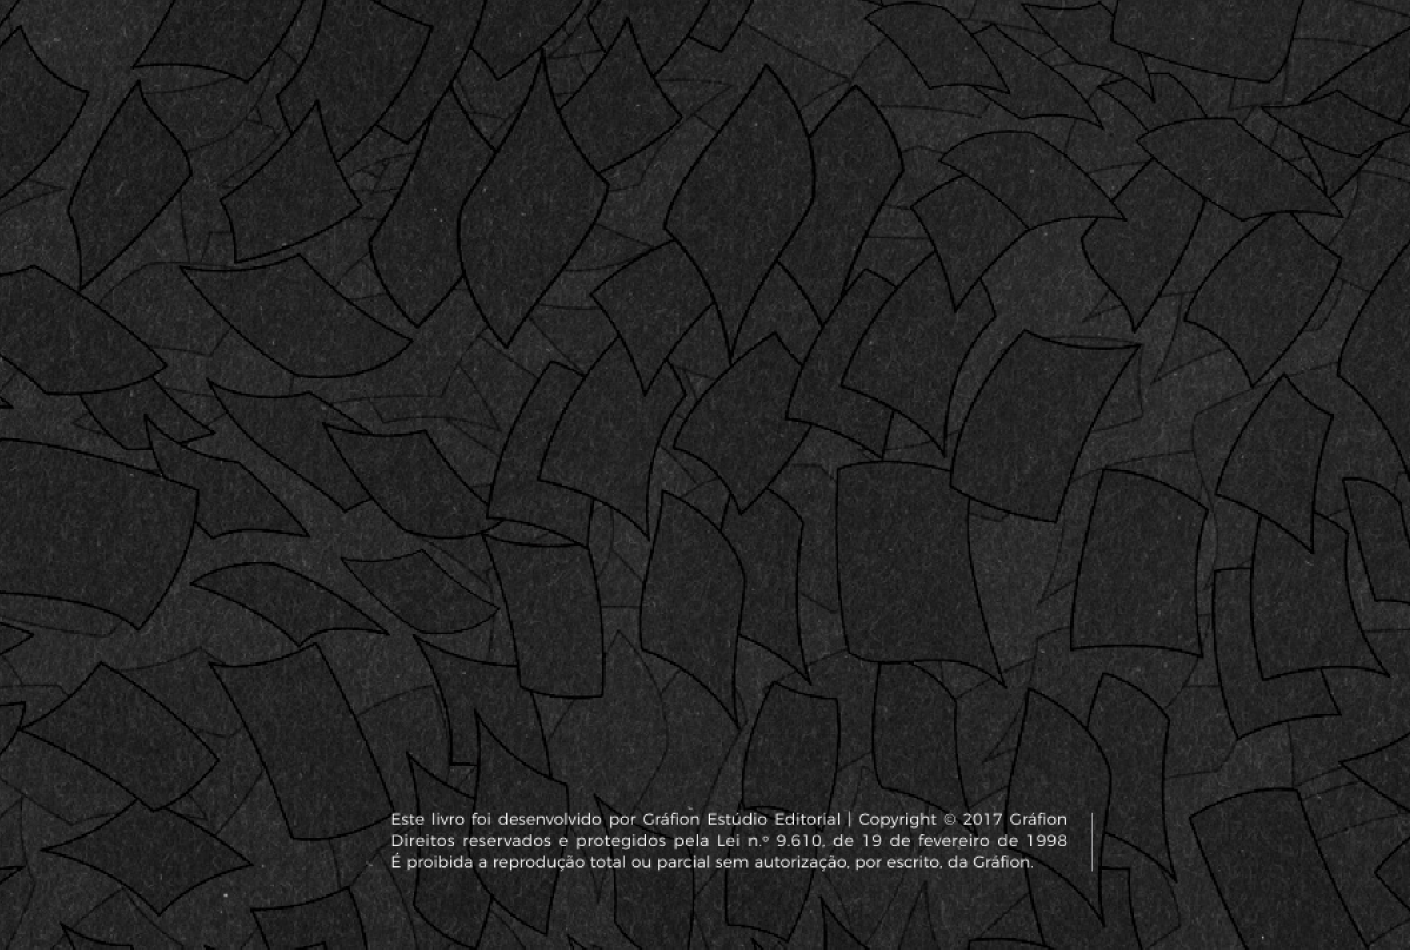 Este livro foi desenvolvido por Gráfion Estúdio Editorial | Copyright © 2017 Gráfion
Direitos reservados e protegidos pela Lei n.º 9.610, de 19 de fevereiro de 1998
É proibida a reprodução total ou parcial sem autorização, por escrito, da Gráfion.